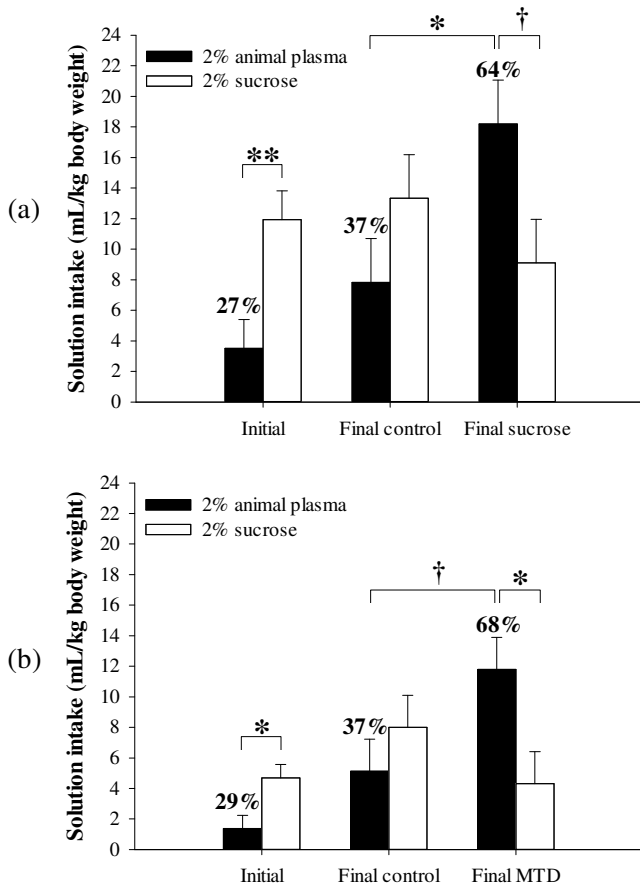 (a)
Solution intake (mL/kg body weight)
24
22
20
18
16
14
12
10
8
6
4
2
0
2% animal plasma
2% sucrose
27%
**
37%
*
64%
†
Initial
Final control
Final sucrose
(b)
Solution intake (mL/kg body weight)
24
22
20
18
16
14
12
10
8
6
4
2
0
2% animal plasma
2% sucrose
29%
*
37%
†
68%
*
Initial
Final control
Final MTD